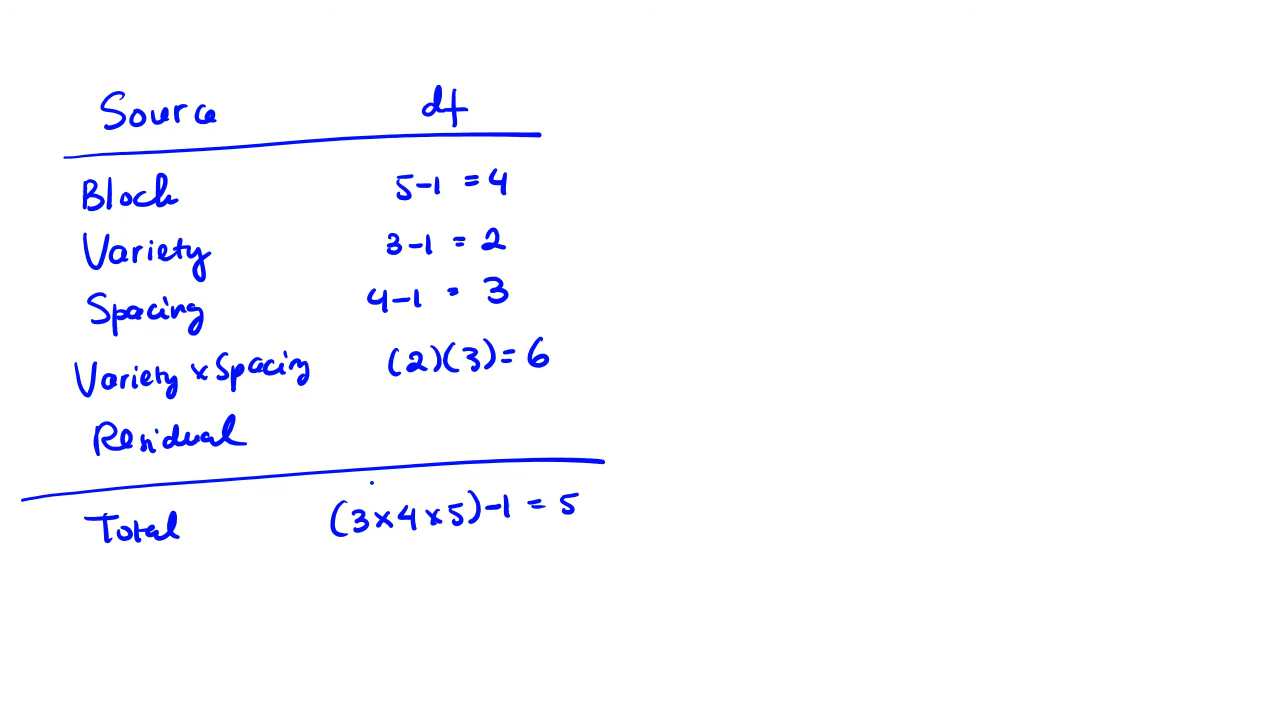 Source df
Block 5-1 = 4
Variety 3-1 = 2
Spacing 4-1 = 3
Variety x Spacing (2)(3) = 6
Residual
Total (3x4x5)-1 = 5